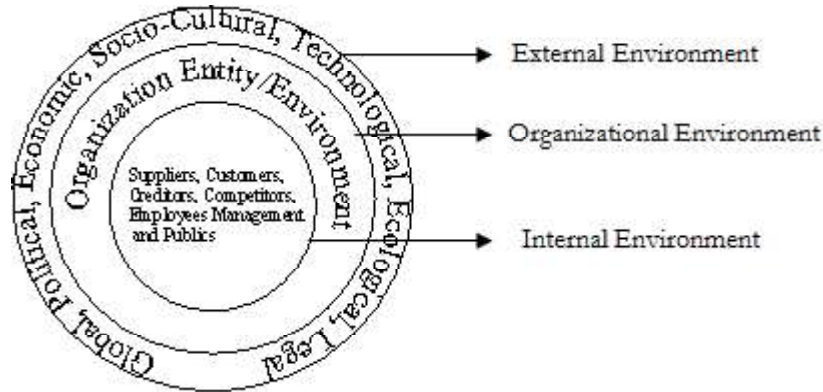 Global, Political, Economic, Socio-Cultural, Technological, Ecological, Legal
Organization Entity/Environment
Suppliers, Customers,
Creditors, Competitors,
Employees Management
and Publics
External Environment
Organizational Environment
Internal Environment